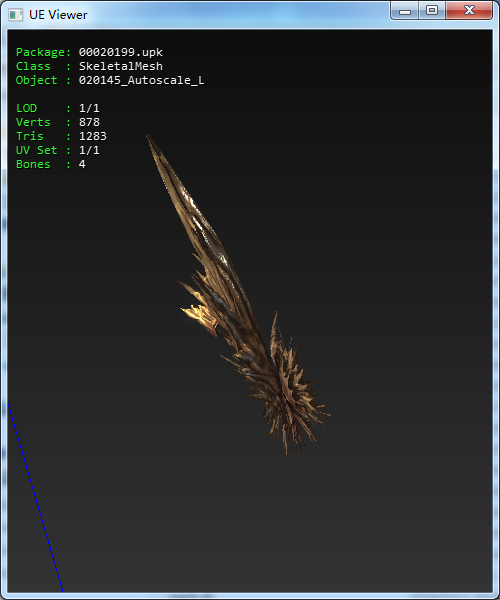 UE Viewer
Package: 00020199.upk
Class  : SkeletalMesh
Object : 020145_Autoscale_L
LOD    : 1/1
Verts  : 878
Tris   : 1283
UV Set : 1/1
Bones  : 4